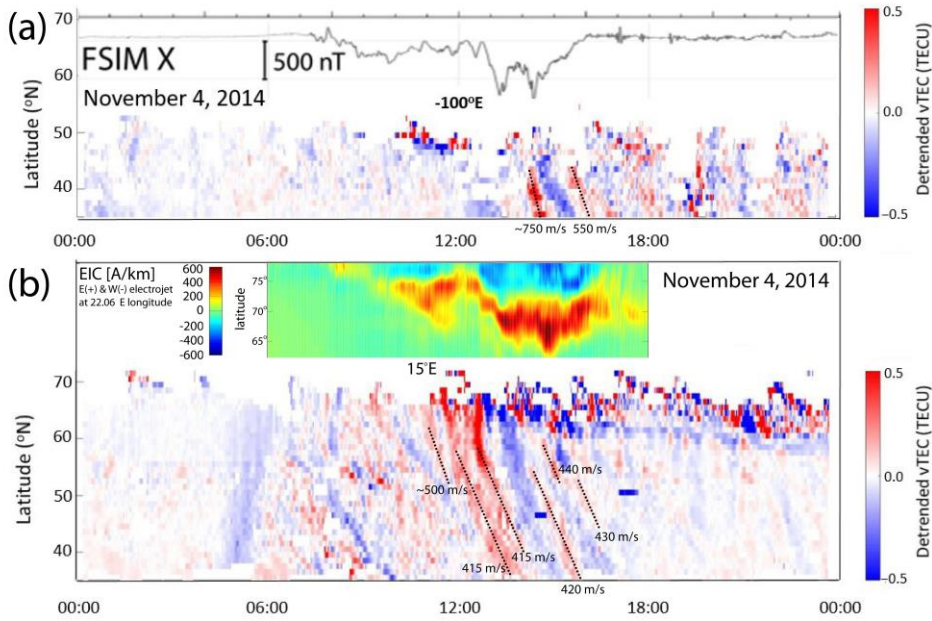 (a)
70
60
50
40
Latitude (°N)
FSIM X
500 nT
November 4, 2014
-100°E
~750 m/s
550 m/s
0.5
0.0
-0.5
Detrended vTEC (TECU)
00:00
06:00
12:00
18:00
00:00
(b)
EIC [A/km]
E(+) & W(-) electrojet
at 22.06 E longitude
600
400
200
0
-200
-400
-600
latitude
75°
70°
65°
November 4, 2014
15°E
70
60
50
40
Latitude (°N)
~500 m/s
415 m/s
415 m/s
440 m/s
430 m/s
420 m/s
0.5
0.0
-0.5
Detrended vTEC (TECU)
00:00
06:00
12:00
18:00
00:00